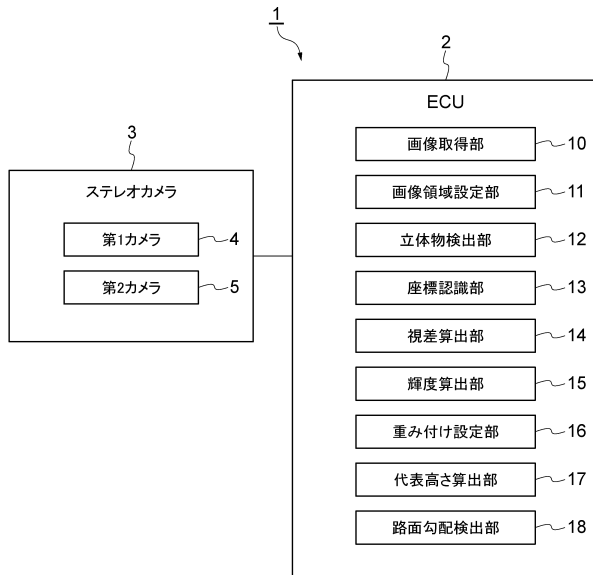 1
2
ECU
3
ステレオカメラ
第1カメラ 4
第2カメラ 5
画像取得部 10
画像領域設定部 11
立体物検出部 12
座標認識部 13
視差算出部 14
輝度算出部 15
重み付け設定部 16
代表高さ算出部 17
路面勾配検出部 18